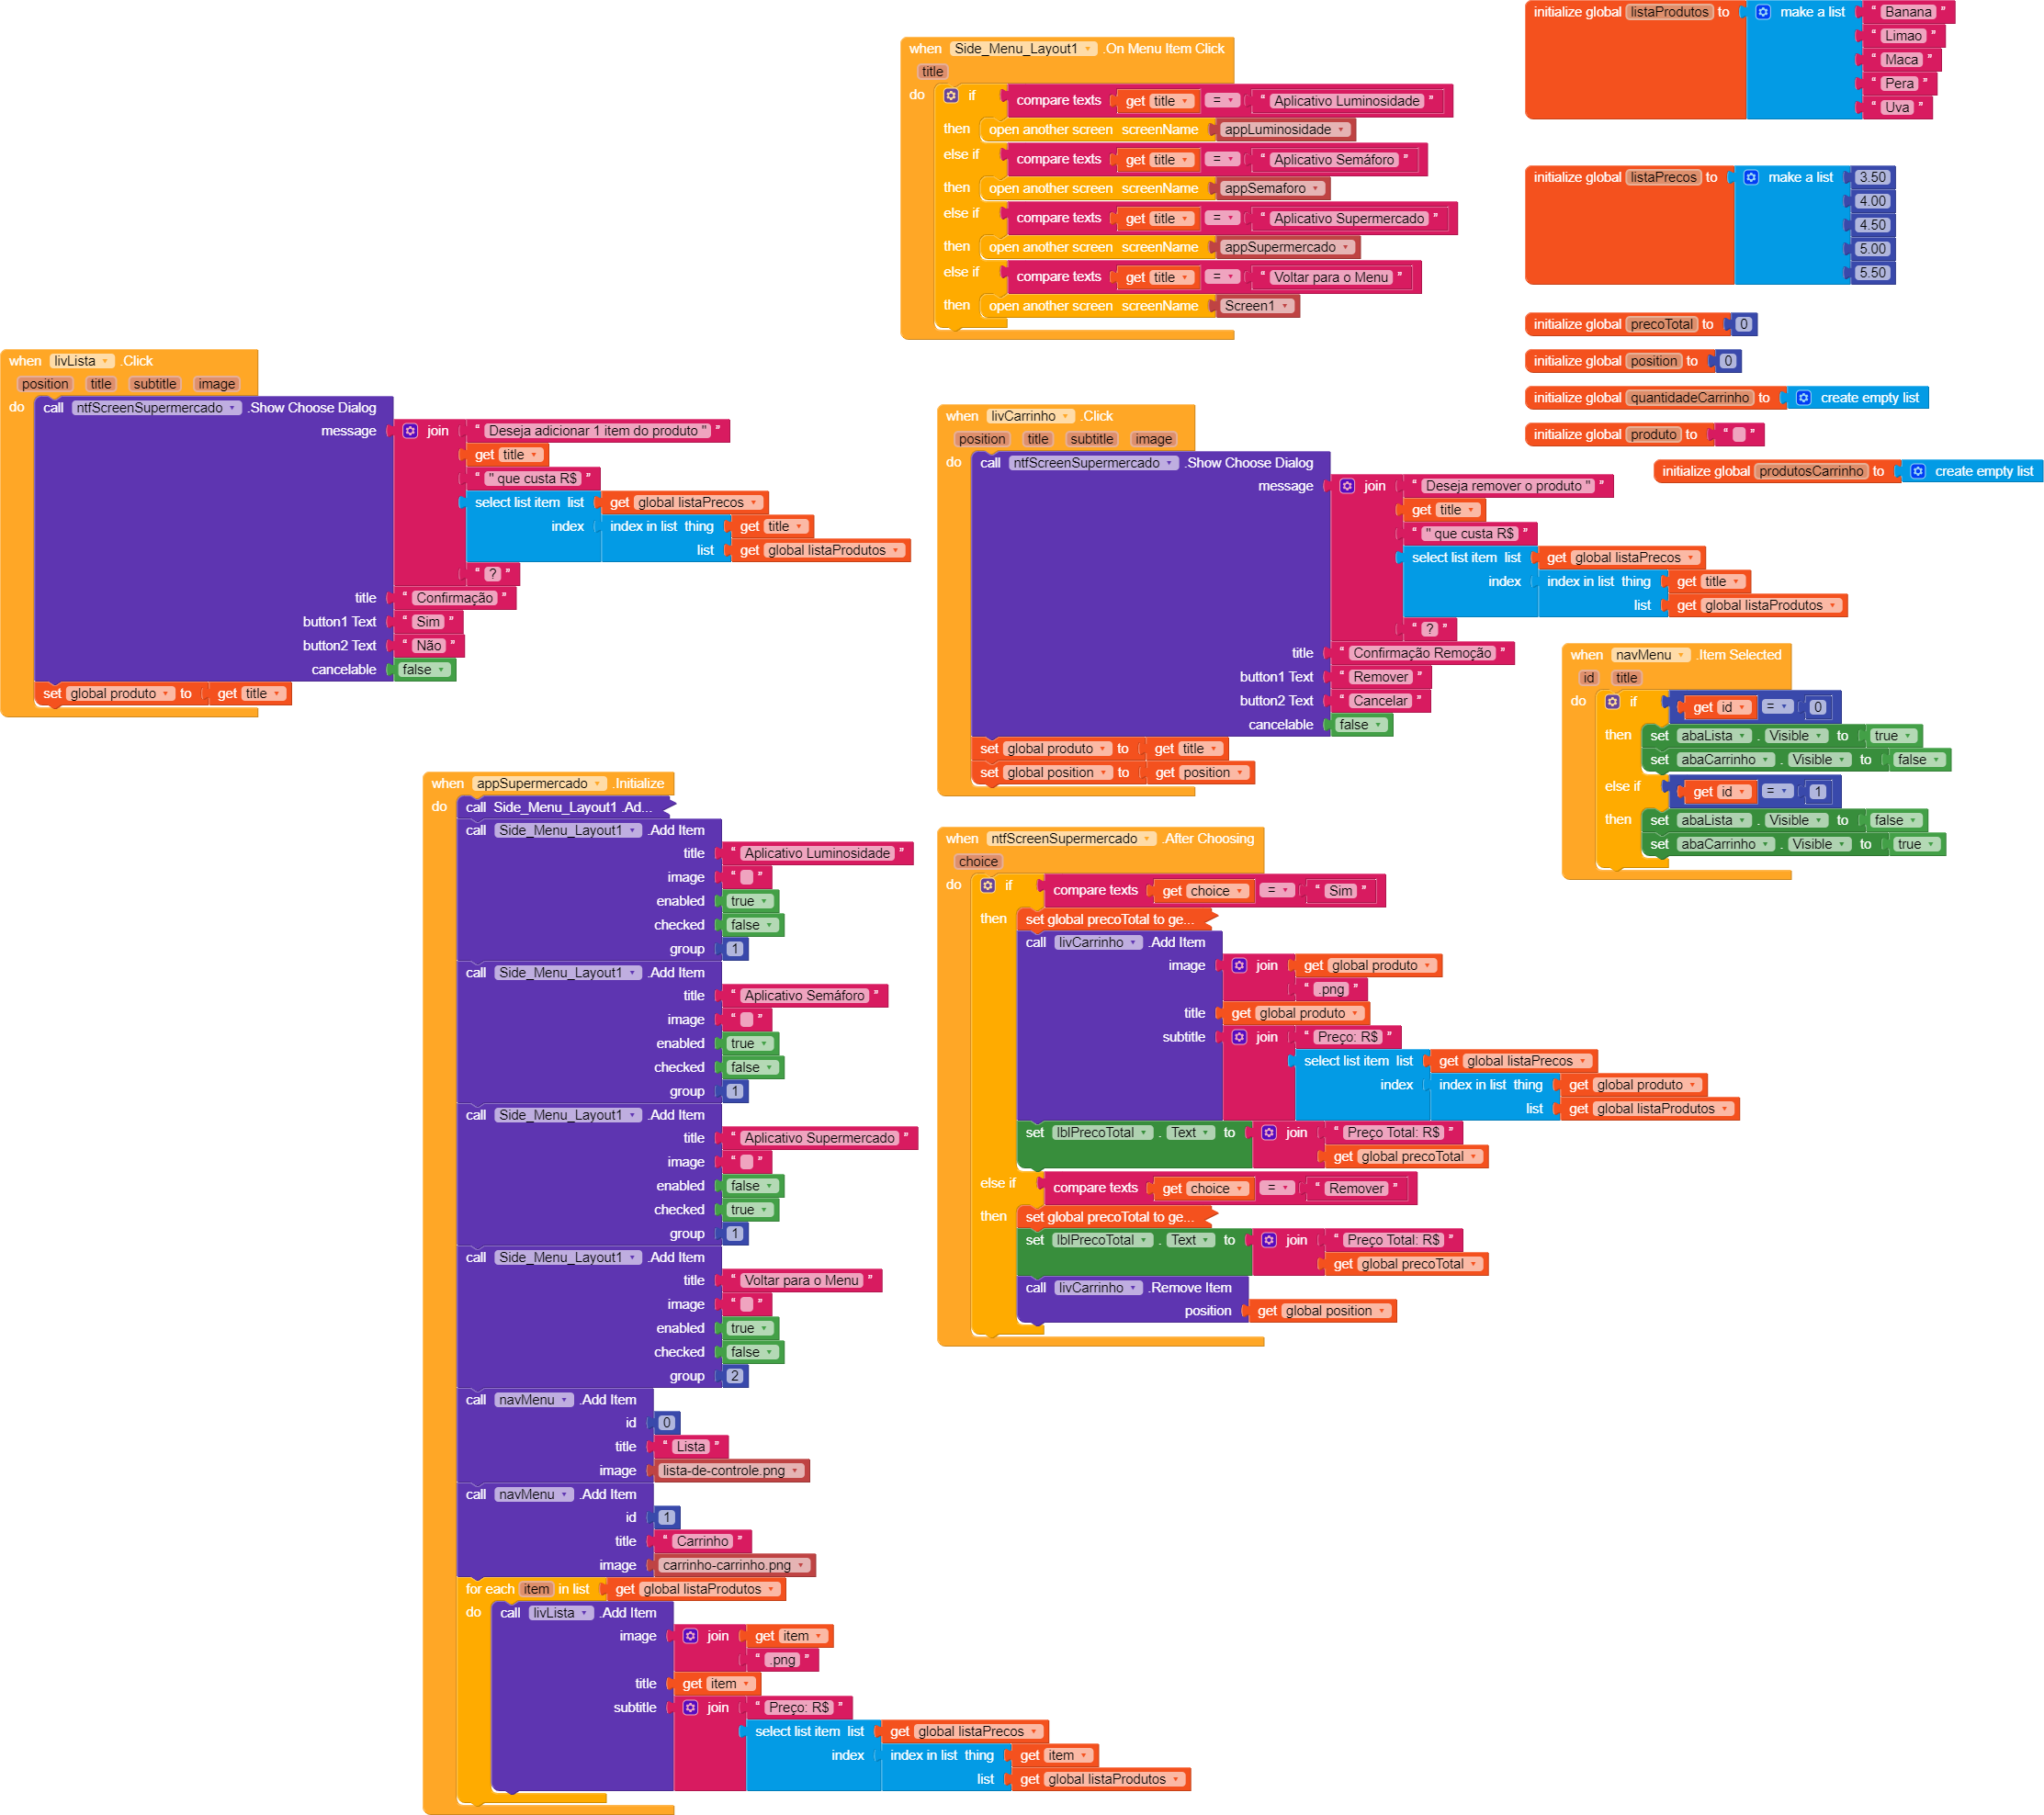 initialize global listaProdutos to make a list " Banana "
" Limao "
" Maca "
" Pera "
" Uva "
when Side_Menu_Layout1 .On Menu Item Click
title
do if compare texts get title = " Aplicativo Luminosidade "
then open another screen screenName appLuminosidade
else if compare texts get title = " Aplicativo Semáforo "
then open another screen screenName appSemaforo
else if compare texts get title = " Aplicativo Supermercado "
then open another screen screenName appSupermercado
else if compare texts get title = " Voltar para o Menu "
then open another screen screenName Screen1
initialize global listaPrecos to make a list 3.50
4.00
4.50
5.00
5.50
initialize global precoTotal to 0
initialize global position to 0
initialize global quantidadeCarrinho to create empty list
initialize global produto to " "
initialize global produtosCarrinho to create empty list
when livLista .Click
position title subtitle image
do call ntfScreenSupermercado .Show Choose Dialog
message join " Deseja adicionar 1 item do produto " "
get title
" " que custa R$ "
select list item list get global listaPrecos
index index in list thing get title
list get global listaProdutos
" ? "
title " Confirmação "
button1 Text " Sim "
button2 Text " Não "
cancelable false
set global produto to get title
when livCarrinho .Click
position title subtitle image
do call ntfScreenSupermercado .Show Choose Dialog
message join " Deseja remover o produto " "
get title
" " que custa R$ "
select list item list get global listaPrecos
index index in list thing get title
list get global listaProdutos
" ? "
title " Confirmação Remoção "
button1 Text " Remover "
button2 Text " Cancelar "
cancelable false
set global produto to get title
set global position to get position
when navMenu .Item Selected
id title
do if get id = 0
then set abaLista . Visible to true
set abaCarrinho . Visible to false
else if get id = 1
then set abaLista . Visible to false
set abaCarrinho . Visible to true
when appSupermercado .Initialize
do call Side_Menu_Layout1 .Ad...
call Side_Menu_Layout1 .Add Item
title " Aplicativo Luminosidade "
image " "
enabled true
checked false
group 1
call Side_Menu_Layout1 .Add Item
title " Aplicativo Semáforo "
image " "
enabled true
checked false
group 1
call Side_Menu_Layout1 .Add Item
title " Aplicativo Supermercado "
image " "
enabled false
checked true
group 1
call Side_Menu_Layout1 .Add Item
title " Voltar para o Menu "
image " "
enabled true
checked false
group 2
call navMenu .Add Item
id 0
title " Lista "
image lista-de-controle.png
call navMenu .Add Item
id 1
title " Carrinho "
image carrinho-carrinho.png
for each item in list get global listaProdutos
do call livLista .Add Item
image join get item
" .png "
title get item
subtitle join " Preço: R$ "
select list item list get global listaPrecos
index index in list thing get item
list get global listaProdutos
when ntfScreenSupermercado .After Choosing
choice
do if compare texts get choice = " Sim "
then set global precoTotal to ge...
call livCarrinho .Add Item
image join get global produto
" .png "
title get global produto
subtitle join " Preço: R$ "
select list item list get global listaPrecos
index index in list thing get global produto
list get global listaProdutos
set lblPrecoTotal . Text to join " Preço Total: R$ "
get global precoTotal
else if compare texts get choice = " Remover "
then set global precoTotal to ge...
set lblPrecoTotal . Text to join " Preço Total: R$ "
get global precoTotal
call livCarrinho .Remove Item
position get global position